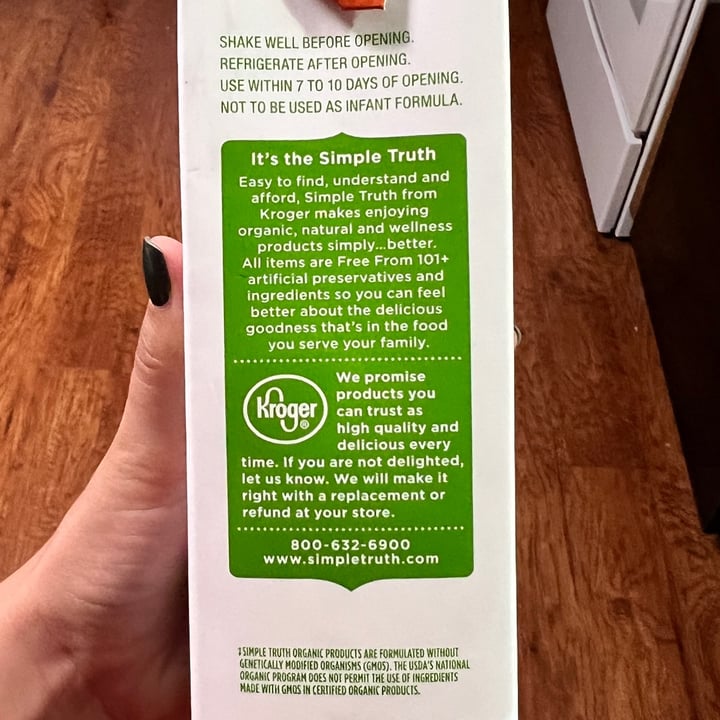 SHAKE WELL BEFORE OPENING.
REFRIGERATE AFTER OPENING.
USE WITHIN 7 TO 10 DAYS OF OPENING.
NOT TO BE USED AS INFANT FORMULA.
It's the Simple Truth
Easy to find, understand and
afford, Simple Truth from
Kroger makes enjoying
organic, natural and wellness
products simply...better.
All items are Free From 101+
artificial preservatives and
ingredients so you can feel
better about the delicious
goodness that's in the food
you serve your family.
Kroger®
We promise
products you
can trust as
high quality and
delicious every
time. If you are not delighted,
let us know. We will make it
right with a replacement or
refund at your store.
800-632-6900
www.simpletruth.com
‡SIMPLE TRUTH ORGANIC PRODUCTS ARE FORMULATED WITHOUT
GENETICALLY MODIFIED ORGANISMS (GMOS). THE USDA'S NATIONAL
ORGANIC PROGRAM DOES NOT PERMIT THE USE OF INGREDIENTS
MADE WITH GMOS IN CERTIFIED ORGANIC PRODUCTS.